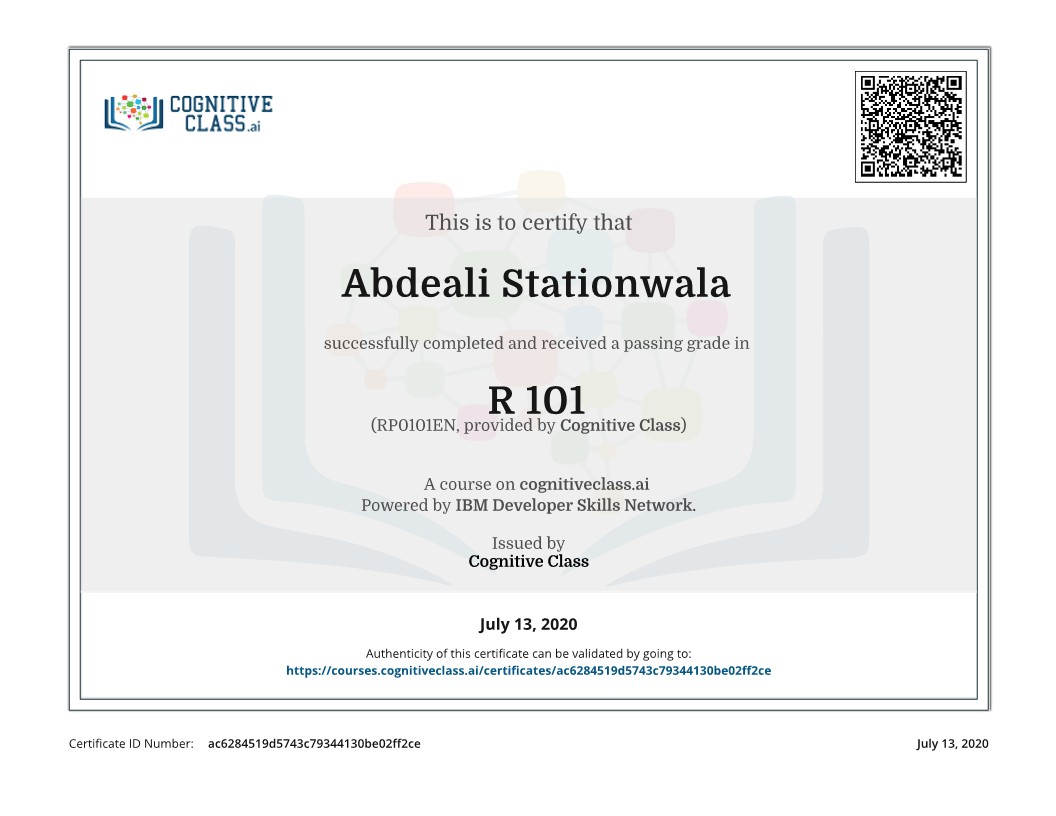 COGNITIVE
CLASS.ai
This is to certify that
Abdeali Stationwala
successfully completed and received a passing grade in
R 101
(RP0101EN, provided by Cognitive Class)
A course on cognitiveclass.ai
Powered by IBM Developer Skills Network.
Issued by
Cognitive Class
July 13, 2020
Authenticity of this certificate can be validated by going to:
https://courses.cognitiveclass.ai/certificates/ac6284519d5743c79344130be02ff2ce
Certificate ID Number: ac6284519d5743c79344130be02ff2ce
July 13, 2020